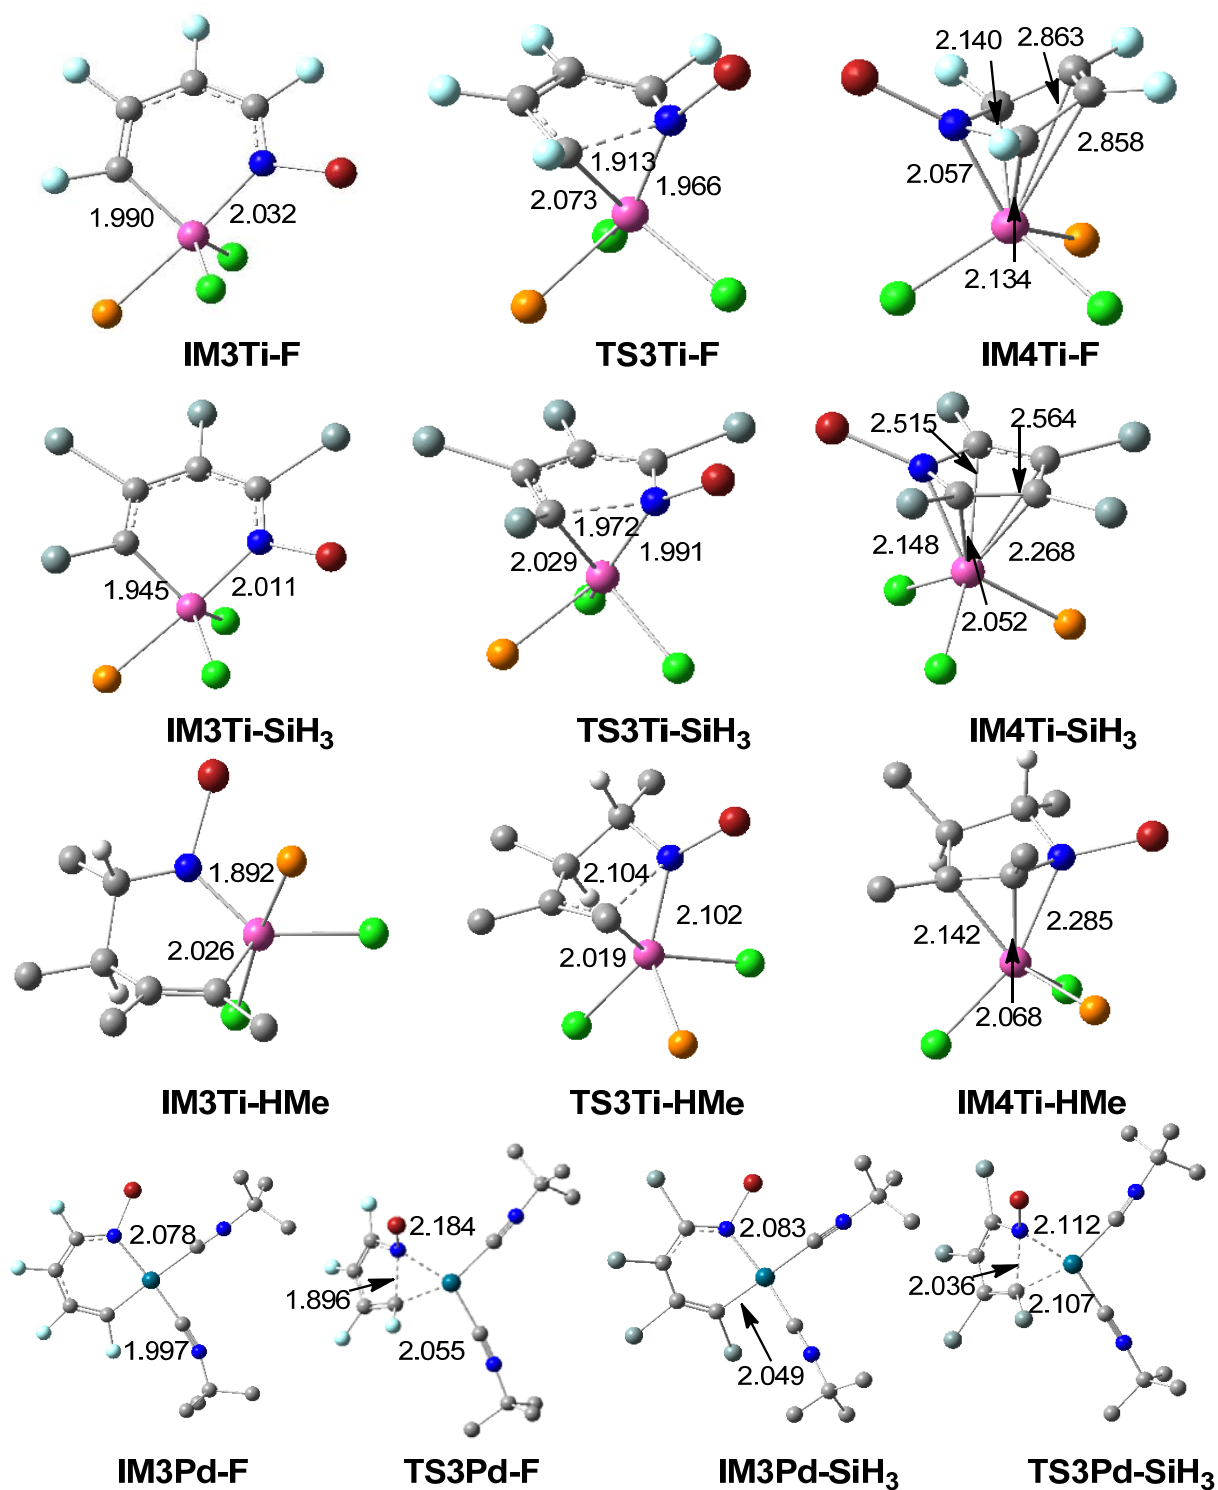 1.990
2.032
IM3Ti-F
1.913
2.073
1.966
TS3Ti-F
2.140
2.863
2.858
2.057
2.134
IM4Ti-F
1.945
2.011
IM3Ti-SiH₃
1.972
2.029
1.991
TS3Ti-SiH₃
2.515
2.564
2.148
2.268
2.052
IM4Ti-SiH₃
1.892
2.026
IM3Ti-HMe
2.104
2.102
2.019
TS3Ti-HMe
2.142
2.285
2.068
IM4Ti-HMe
2.078
1.997
IM3Pd-F
2.184
1.896
2.055
TS3Pd-F
2.083
2.049
IM3Pd-SiH₃
2.112
2.036
2.107
TS3Pd-SiH₃